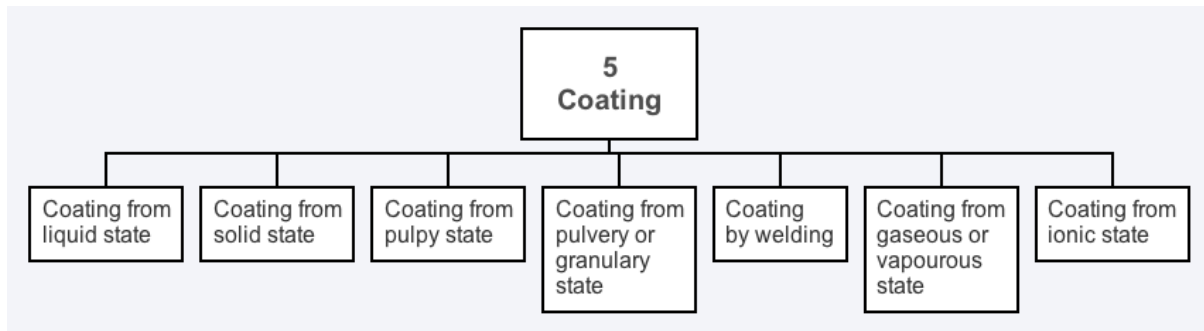 5
Coating
Coating from
liquid state
Coating from
solid state
Coating from
pulpy state
Coating from
pulvery or
granulary
state
Coating
by welding
Coating from
gaseous or
vapourous
state
Coating from
ionic state